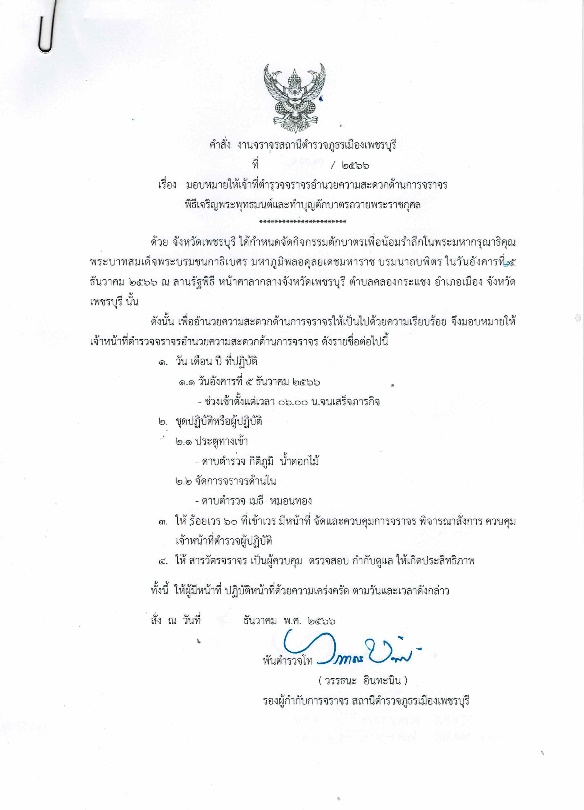 คำสั่ง งานจราจรสถานีตำรวจภูธรเมืองเพชรบุรี
ที่ / ๒๕๖๖
เรื่อง มอบหมายให้เจ้าที่ตำรวจจราจรอำนวยความสะดวกด้านการจราจร
พิธีเจริญพระพุทธมนต์และทำบุญตักบาตรถวายพระราชกุศล
***********************
ด้วย จังหวัดเพชรบุรี ได้กำหนดจัดกิจกรรมตักบาตรเพื่อน้อมรำลึกในพระมหากรุณาธิคุณ
พระบาทสมเด็จพระบรมชนกาธิเบศร มหาภูมิพลอดุลยเดชมหาราช บรมนาถบพิตร ในวันอังคารที่ ๕
ธันวาคม ๒๕๖๖ ณ ลานรัฐพิธี หน้าศาลากลางจังหวัดเพชรบุรี ตำบลคลองกระแชง อำเภอเมือง จังหวัด
เพชรบุรี นั้น
ดังนั้น เพื่ออำนวยความสะดวกด้านการจราจรให้เป็นไปด้วยความเรียบร้อย จึงมอบหมายให้
เจ้าหน้าที่ตำรวจจราจรอำนวยความสะดวกด้านการจราจร ดังรายชื่อต่อไปนี้
๑. วัน เดือน ปี ที่ปฏิบัติ
๑.๑ วันอังคารที่ ๕ ธันวาคม ๒๕๖๖
- ช่วงเช้าตั้งแต่เวลา ๐๖.๐๐ น.จนเสร็จภารกิจ
๒. ชุดปฏิบัติหรือผู้ปฏิบัติ
๒.๑ ประตูทางเข้า
- ดาบตำรวจ กิติภูมิ น้ำดอกไม้
๒.๒ จัดการจราจรด้านใน
- ดาบตำรวจ เมธี หมอนทอง
๓. ให้ ร้อยเวร ๖๐ ที่เข้าเวร มีหน้าที่ จัดและควบคุมการจราจร พิจารณาสั่งการ ควบคุม
เจ้าหน้าที่ตำรวจผู้ปฏิบัติ
๔. ให้ สารวัตรจราจร เป็นผู้ควบคุม ตรวจสอบ กำกับดูแล ให้เกิดประสิทธิภาพ
ทั้งนี้ ให้ผู้มีหน้าที่ ปฏิบัติหน้าที่ด้วยความเคร่งครัด ตามวันและเวลาดังกล่าว
สั่ง ณ วันที่ ธันวาคม พ.ศ. ๒๕๖๖
พันตำรวจโท
( วรรธนะ อินทะนิน )
รองผู้กำกับการจราจร สถานีตำรวจภูธรเมืองเพชรบุรี